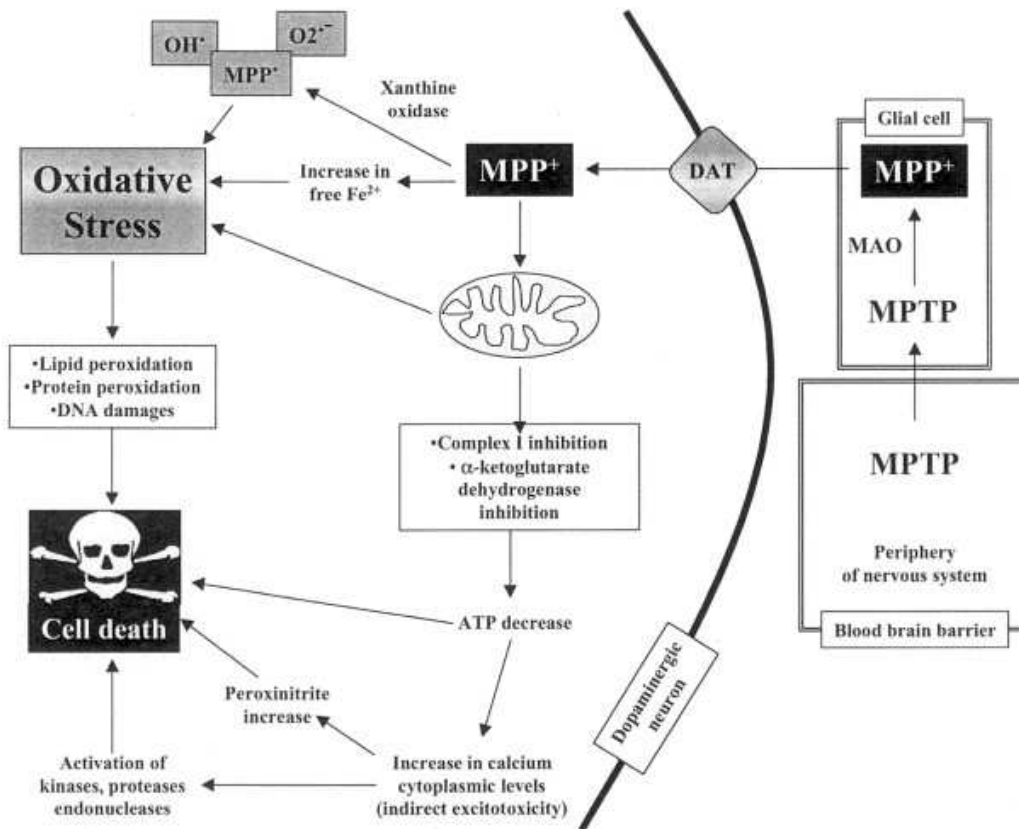 OH•
O2•−
MPP•
Xanthine
oxidase
Glial cell
Oxidative
Stress
Increase in
free Fe2+
MPP+
DAT
MPP+
MAO
MPTP
•Lipid peroxidation
•Protein peroxidation
•DNA damages
•Complex I inhibition
• α-ketoglutarate
dehydrogenase
inhibition
MPTP
Periphery
of nervous system
Blood brain barrier
Cell death
ATP decrease
Peroxinitrite
increase
Dopaminergic
neuron
Activation of
kinases, proteases
endonucleases
Increase in calcium
cytoplasmic levels
(indirect excitotoxicity)